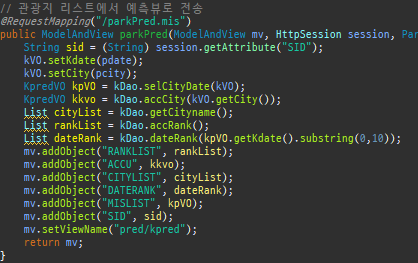 // 관광지 리스트에서 예측뷰로 전송
@RequestMapping("/parkPred.mis")
public ModelAndView parkPred(ModelAndView mv, HttpSession session, Par
String sid = (String) session.getAttribute("SID");
kVO.setKdate(pdate);
kVO.setCity(pcity);
KpredVO kpVO = kDao.selCityDate(kVO);
KpredVO kkvo = kDao.accCity(kVO.getCity());
List cityList = kDao.getCityname();
List rankList = kDao.accRank();
List dateRank = kDao.dateRank(kpVO.getKdate().substring(0,10));
mv.addObject("RANKLIST", rankList);
mv.addObject("ACCU", kkvo);
mv.addObject("CITYLIST", cityList);
mv.addObject("DATERANK", dateRank);
mv.addObject("MISLIST", kpVO);
mv.addObject("SID", sid);
mv.setViewName("pred/kpred");
return mv;
}